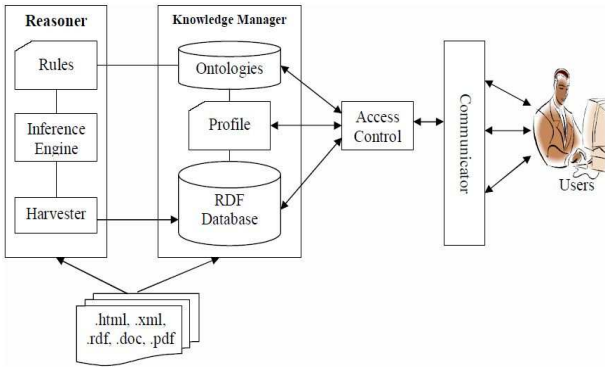 Reasoner
Rules
Inference
Engine
Harvester
Knowledge Manager
Ontologies
Profile
RDF
Database
Access
Control
Communicator
Users
.html, .xml,
.rdf, .doc, .pdf